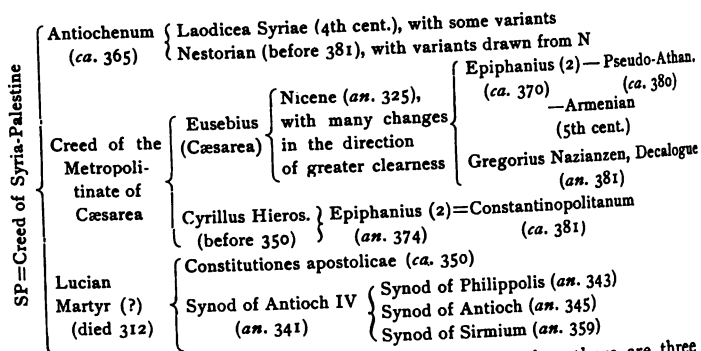 SP=Creed of Syria-Palestine
Antiochenum
(ca. 365)
Laodicea Syriae (4th cent.), with some variants
Nestorian (before 381), with variants drawn from N
Creed of the
Metropoli-
tinate of
Cæsarea
Eusebius
(Cæsarea)
Nicene (an. 325),
with many changes
in the direction
of greater clearness
Epiphanius (2)—Pseudo-Athan.
(ca. 370) (ca. 380)
—Armenian
(5th cent.)
Gregorius Nazianzen, Decalogue
(an. 381)
Cyrillus Hieros.
(before 350)
Epiphanius (2)=Constantinopolitanum
(an. 374) (ca. 381)
Lucian
Martyr (?)
(died 312)
Constitutiones apostolicae (ca. 350)
Synod of Antioch IV
(an. 341)
Synod of Philippolis (an. 343)
Synod of Antioch (an. 345)
Synod of Sirmium (an. 359)
there are three